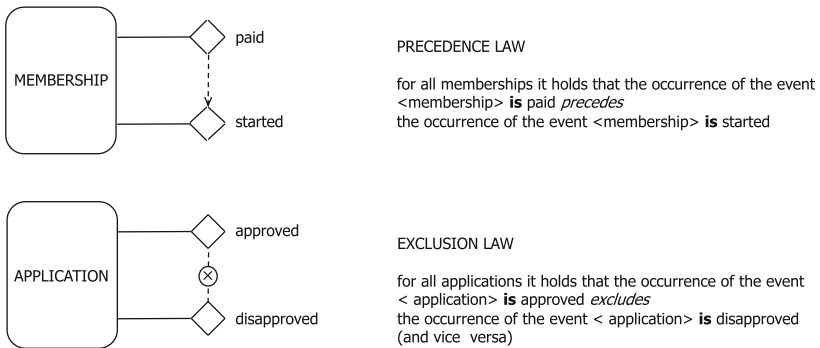 MEMBERSHIP
paid
started
PRECEDENCE LAW
for all memberships it holds that the occurrence of the event
<membership> is paid precedes
the occurrence of the event <membership> is started
APPLICATION
approved
disapproved
EXCLUSION LAW
for all applications it holds that the occurrence of the event
< application> is approved excludes
the occurrence of the event < application> is disapproved
(and vice versa)